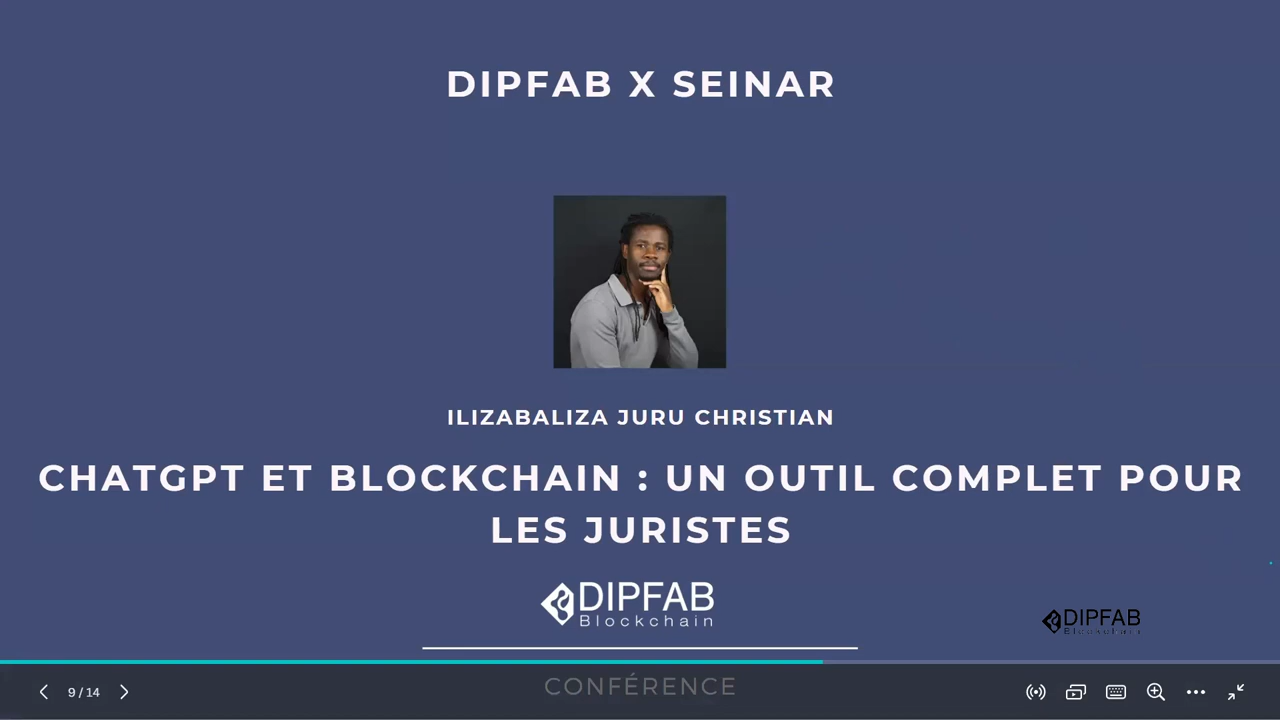 DIPFAB X SEINAR
ILIZABALIZA JURU CHRISTIAN
CHATGPT ET BLOCKCHAIN : UN OUTIL COMPLET POUR
LES JURISTES
DIPFAB
Blockchain
DIPFAB
Blockchain
CONFÉRENCE
9 / 14